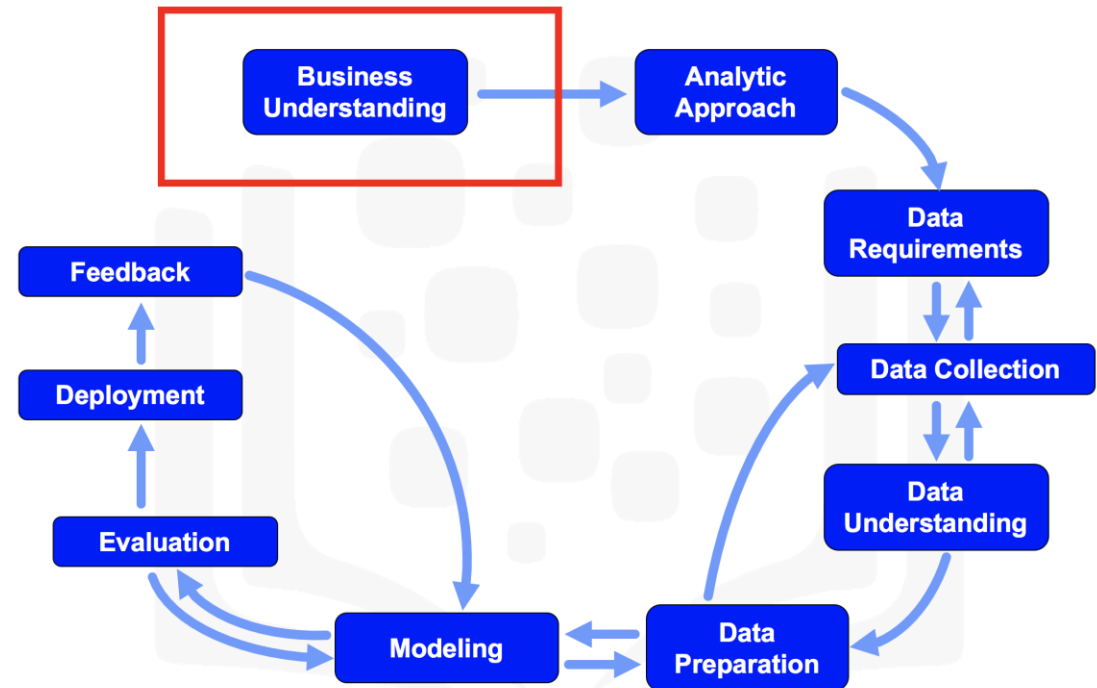 Business
Understanding
Analytic
Approach
Data
Requirements
Feedback
Data Collection
Deployment
Data
Understanding
Evaluation
Modeling
Data
Preparation